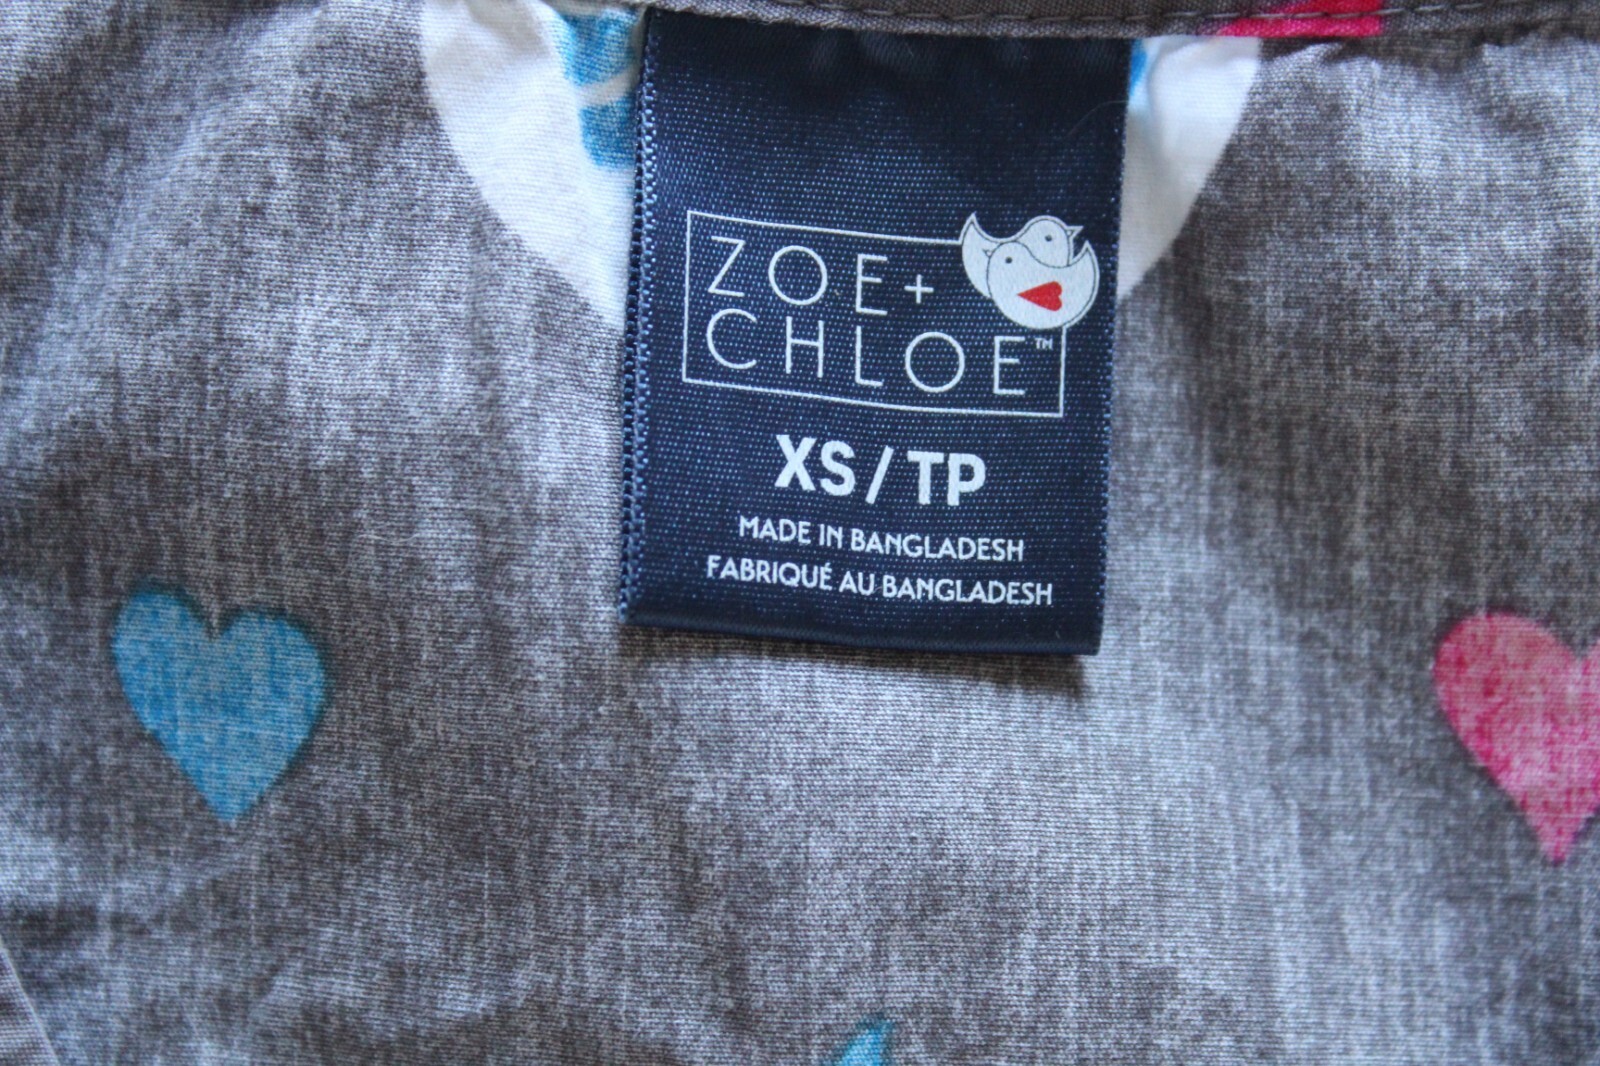 ZOE+
CHLOE™
XS/TP
MADE IN BANGLADESH
FABRIQUÉ AU BANGLADESH